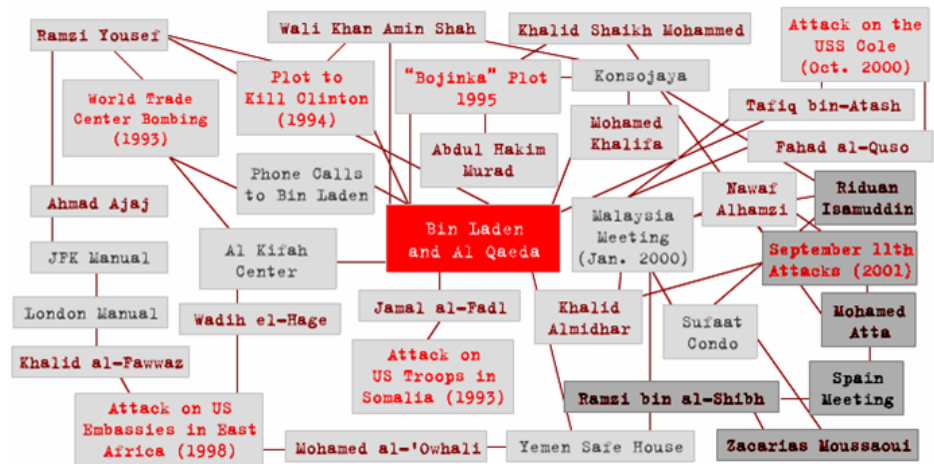 Ramzi Yousef
Wali Khan Amin Shah
Khalid Shaikh Mohammed
Attack on the
USS Cole
(Oct. 2000)
World Trade
Center Bombing
(1993)
Plot to
Kill Clinton
(1994)
“Bojinka” Plot
1995
Konsojaya
Tafiq bin-Atash
Mohamed
Khalifa
Abdul Hakim
Murad
Fahad al-Quso
Phone Calls
to Bin Laden
Ahmad Ajaj
Nawaf
Alhamzi
Riduan
Isamuddin
Bin Laden
and Al Qaeda
Malaysia
Meeting
(Jan. 2000)
JFK Manual
Al Kifah
Center
September 11th
Attacks (2001)
London Manual
Wadih el-Hage
Jamal al-Fadl
Khalid
Almidhar
Sufaat
Condo
Mohamed
Atta
Khalid al-Fawwaz
Attack on
US Troops in
Somalia (1993)
Spain
Meeting
Attack on US
Embassies in East
Africa (1998)
Ramzi bin al-Shibh
Mohamed al-'Owhali
Yemen Safe House
Zacarias Moussaoui